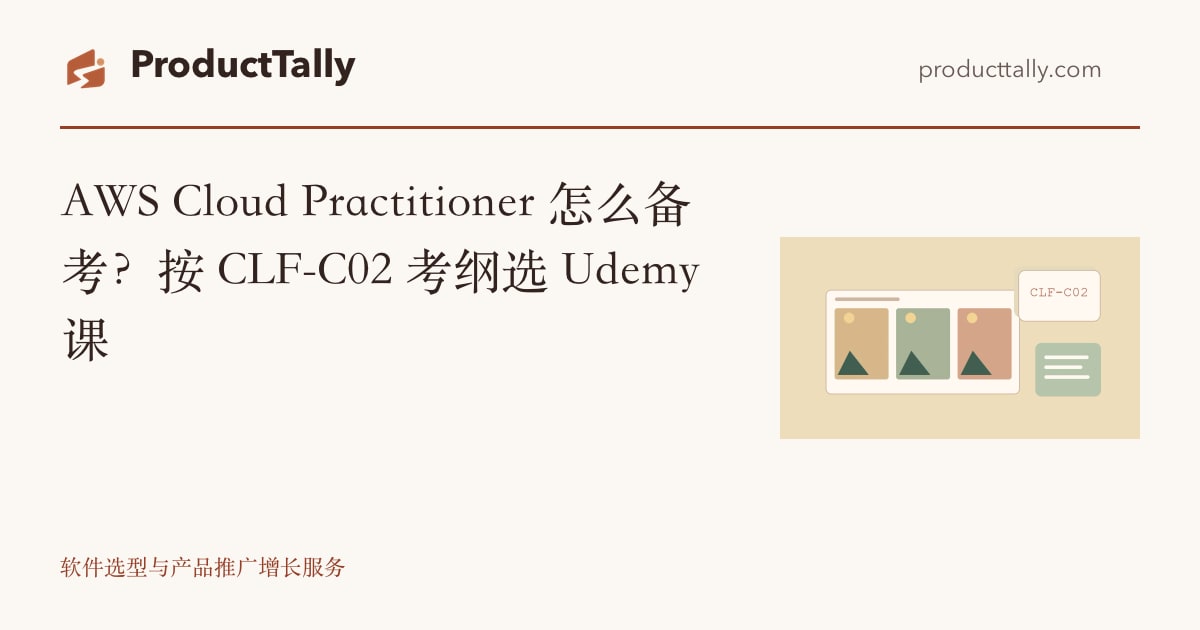 ProductTally
producttally.com
AWS Cloud Practitioner 怎么备
考？按 CLF-C02 考纲选 Udemy
课
CLF-C02
软件选型与产品推广增长服务